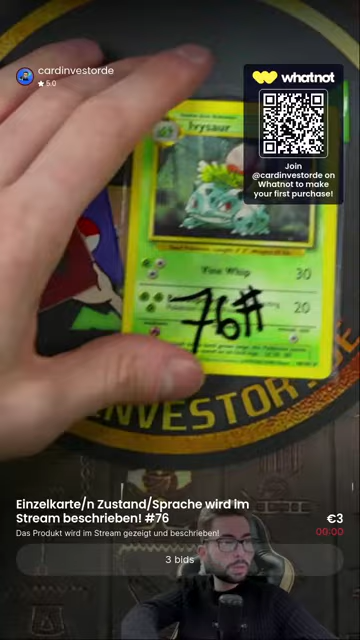 cardinvestorde
5.0
whatnot
Join
@cardinvestorde on
Whatnot to make
your first purchase!
Ivysaur
Vine Whip 30
20
76#
INVESTOR
Einzelkarte/n Zustand/Sprache wird im
Stream beschrieben! #76
€3
Das Produkt wird im Stream gezeigt und beschrieben!
00:00
3 bids